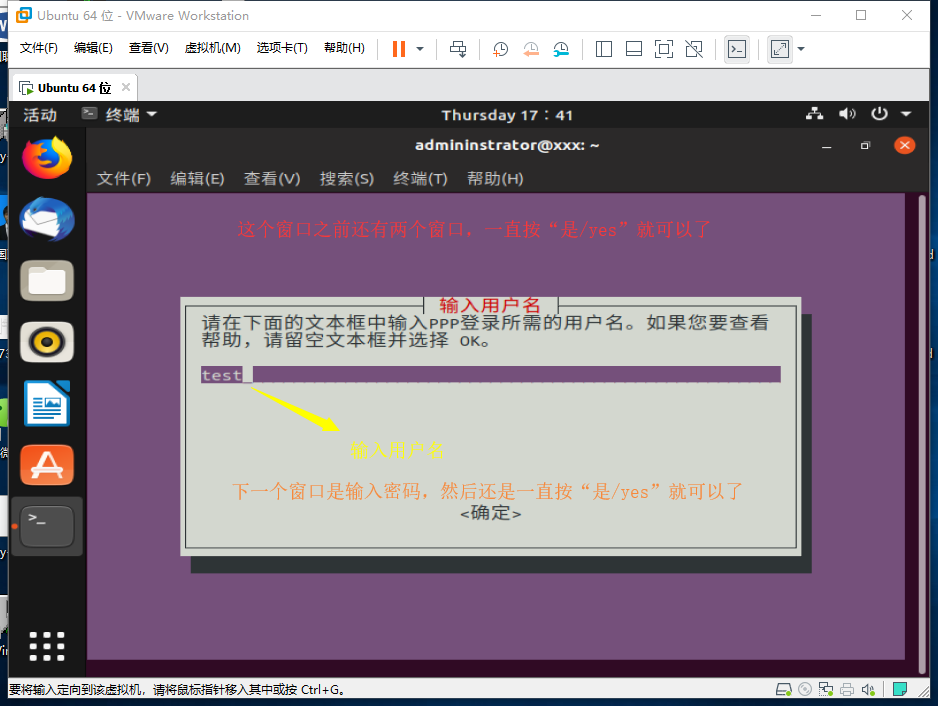 Ubuntu 64 位 - VMware Workstation
文件(F) 编辑(E) 查看(V) 虚拟机(M) 选项卡(T) 帮助(H)
Ubuntu 64 位
活动 终端 Thursday 17：41
admininstrator@xxx: ~
文件(F) 编辑(E) 查看(V) 搜索(S) 终端(T) 帮助(H)
这个窗口之前还有两个窗口，一直按“是/yes”就可以了
输入用户名
请在下面的文本框中输入PPP登录所需的用户名。如果您要查看
帮助，请留空文本框并选择 OK。
test
输入用户名
下一个窗口是输入密码，然后还是一直按“是/yes”就可以了
<确定>
要将输入定向到该虚拟机，请将鼠标指针移入其中或按 Ctrl+G。